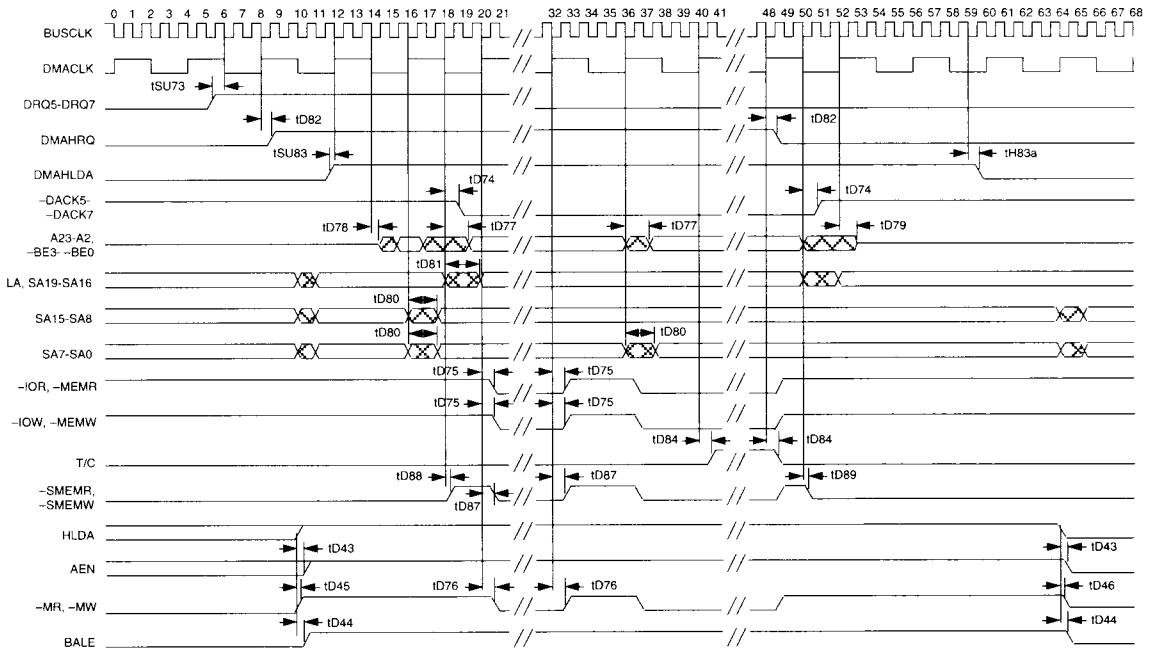 0 1 2 3 4 5 6 7 8 9 10 11 12 13 14 15 16 17 18 19 20 21 32 33 34 35 36 37 38 39 40 41 48 49 50 51 52 53 54 55 56 57 58 59 60 61 62 63 64 65 66 67 68
BUSCLK
DMACLK
tSU73
DRQ5-DRQ7
tD82 tD82
DMAHRQ
tSU83 tH83a
DMAHLDA
tD74 tD74
-DACK5-
-DACK7
tD78 tD77 tD77 tD79
A23-A2,
-BE3- -BE0
tD81
LA, SA19-SA16
tD80
SA15-SA8
tD80 tD80
SA7-SA0
tD75 tD75
-IOR, -MEMR
tD75 tD75
-IOW, -MEMW
tD84 tD84
T/C
tD88 tD87 tD89
-SMEMR,
-SMEMW
tD87
HLDA
tD43 tD43
AEN
tD45 tD76 tD76 tD46
-MR, -MW
tD44 tD44
BALE